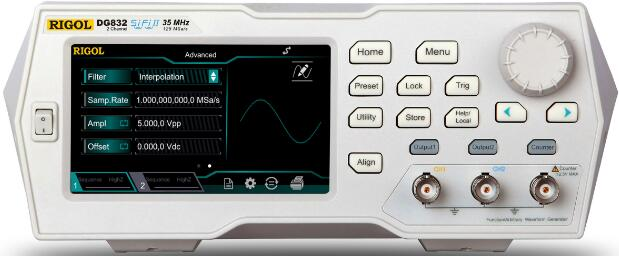 RIGOL DG832 SiFi II 35 MHz
2 Channel 125 MSa/s
RIGOL Advanced
Filter Interpolation
Samp.Rate 1.000,000,000,0 MSa/s
Ampl 5.000,0 Vpp
Offset 0.000,0 Vdc
1 Sequence HighZ 2 Sequence HighZ
Home Menu
Preset Lock Trig
Utility Store Help/
Local
Output1 Output2 Counter
Align
CH1 CH2 Counter
Function/Arbitrary Waveform Generator